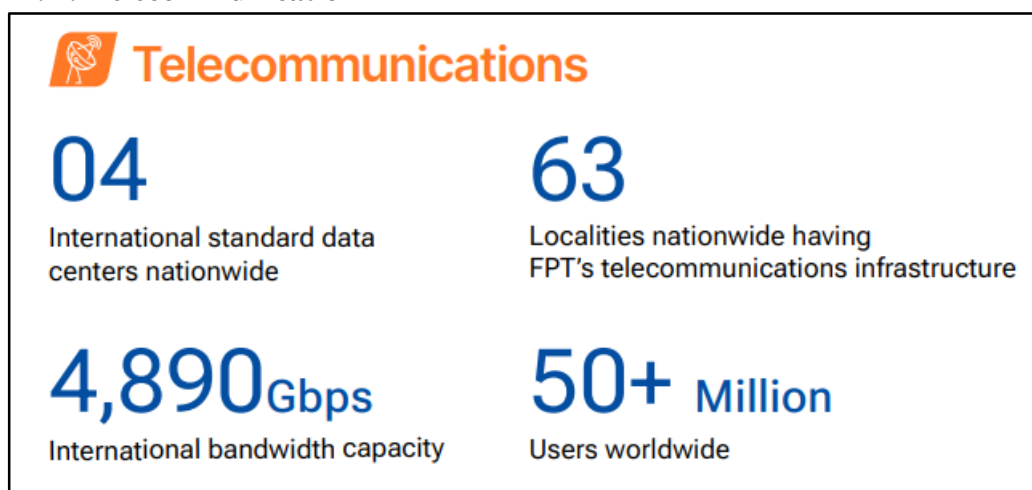 Telecommunications
04
International standard data
centers nationwide
63
Localities nationwide having
FPT's telecommunications infrastructure
4,890Gbps
International bandwidth capacity
50+ Million
Users worldwide